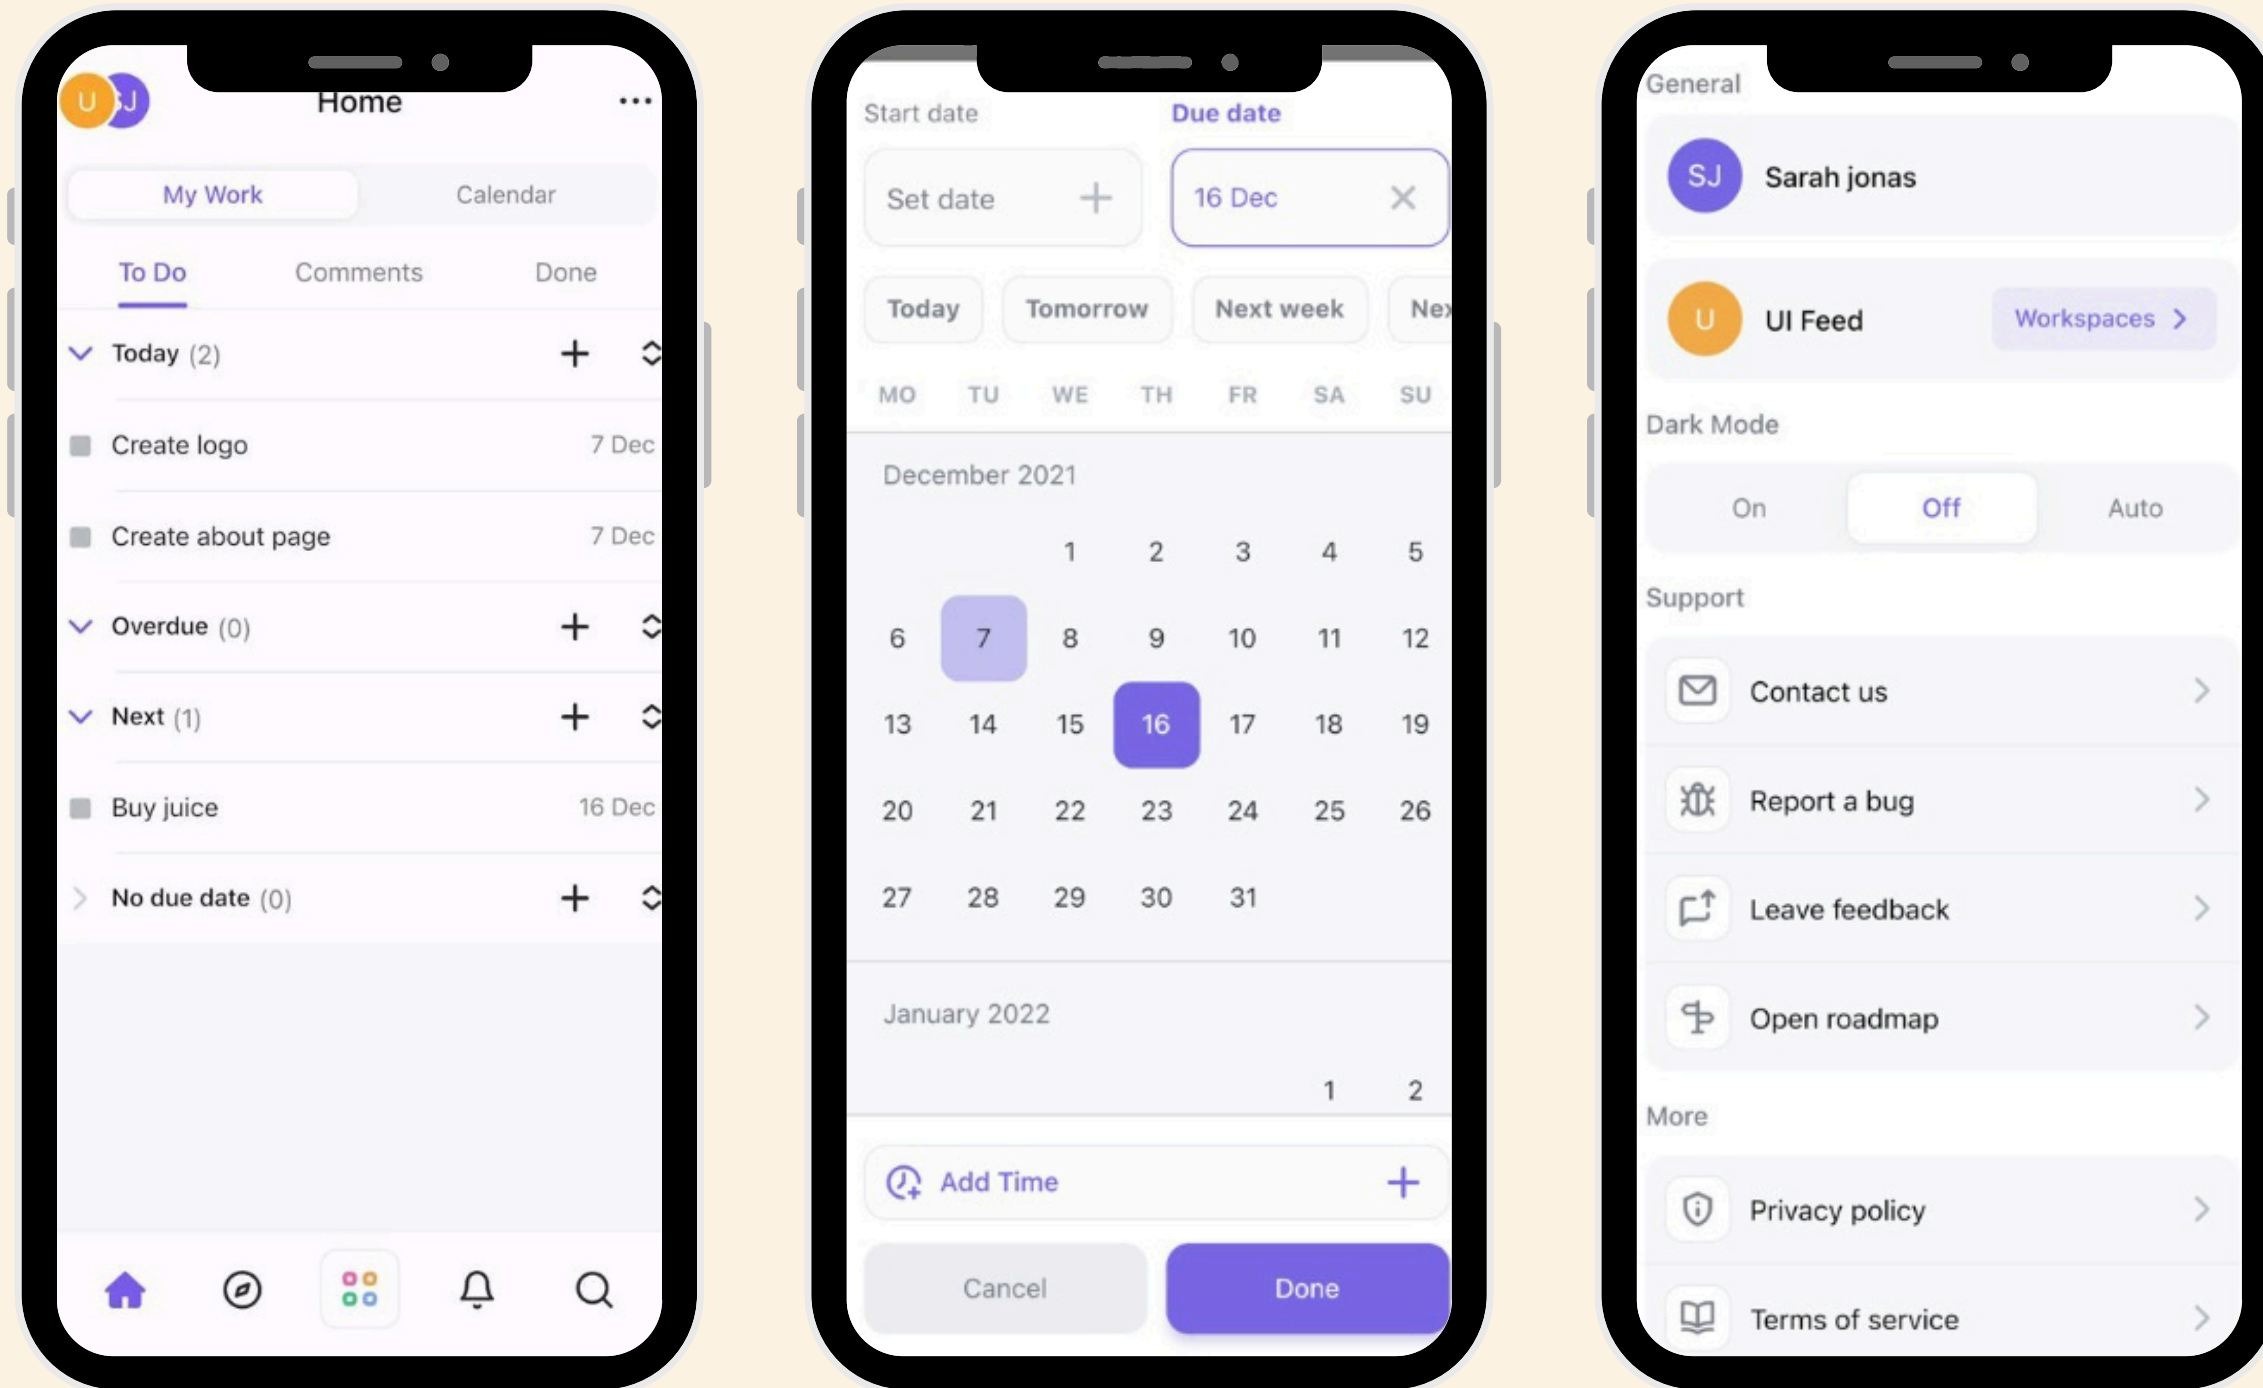 U SJ
Home
My Work Calendar
To Do Comments Done
Today (2)
Create logo 7 Dec
Create about page 7 Dec
Overdue (0)
Next (1)
Buy juice 16 Dec
No due date (0)
Start date Due date
Set date 16 Dec
Today Tomorrow Next week Nex
MO TU WE TH FR SA SU
December 2021
1 2 3 4 5
6 7 8 9 10 11 12
13 14 15 16 17 18 19
20 21 22 23 24 25 26
27 28 29 30 31
January 2022
1 2
Add Time
Cancel Done
General
SJ Sarah jonas
U UI Feed Workspaces
Dark Mode
On Off Auto
Support
Contact us
Report a bug
Leave feedback
Open roadmap
More
Privacy policy
Terms of service